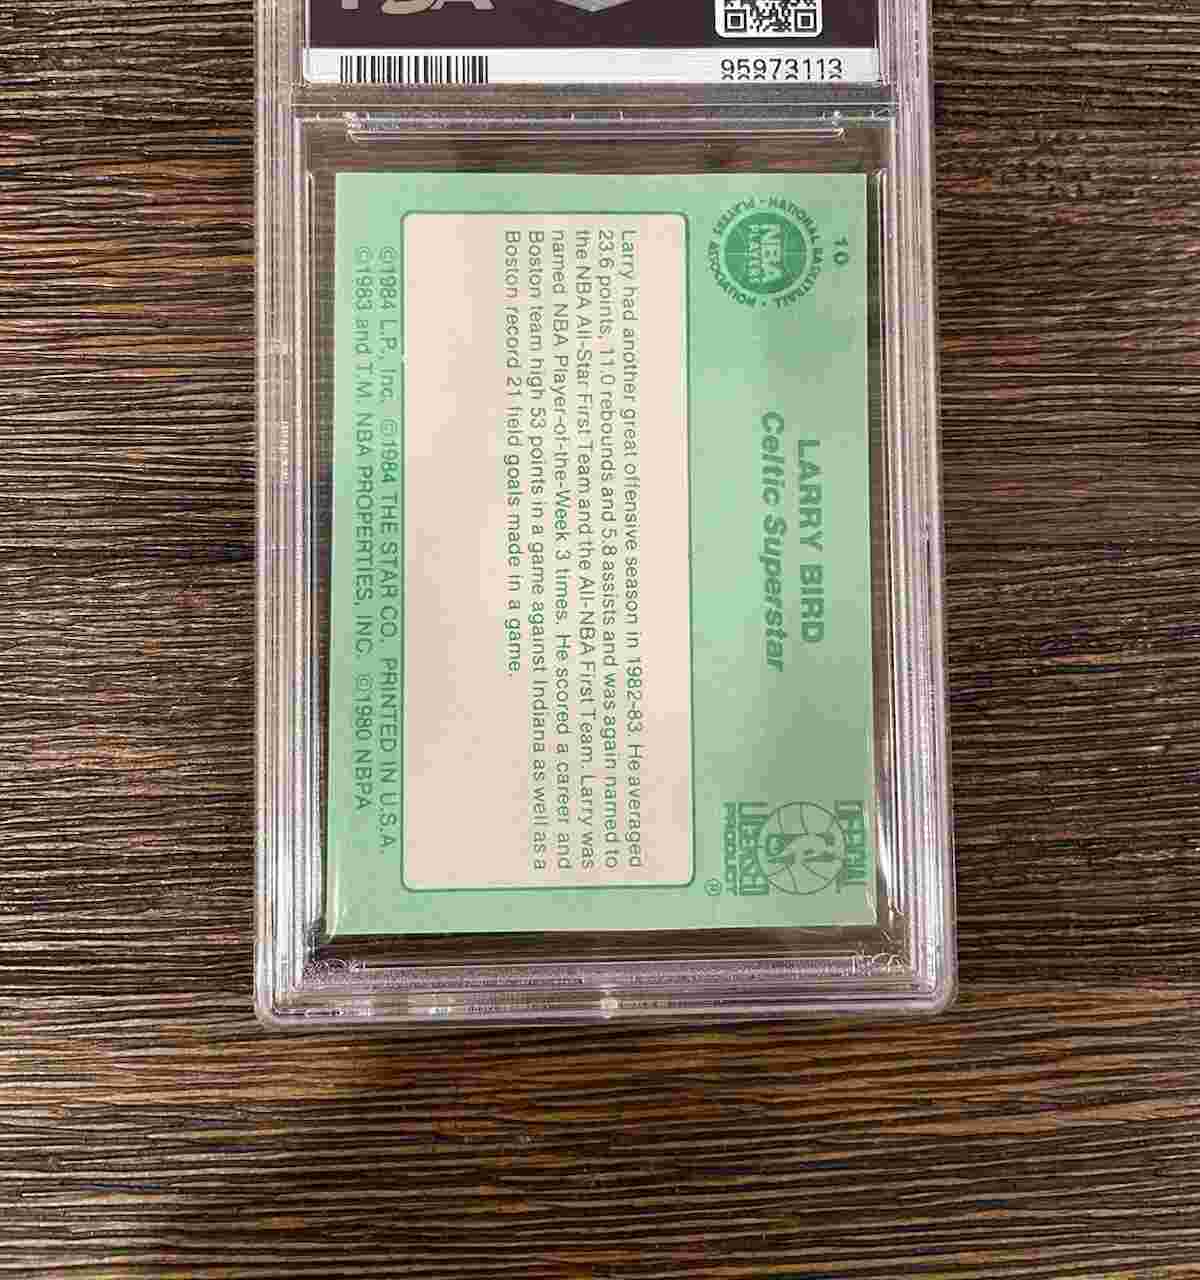 PSA
95973113
10
NATIONAL BASKETBALL PLAYERS ASSOCIATION
NBA
PLAYERS
LARRY BIRD
Celtic Superstar
OFFICIAL
LICENSED
PRODUCT
®
Larry had another great offensive season in 1982-83. He averaged
23.6 points, 11.0 rebounds and 5.8 assists and was again named to
the NBA All-Star First Team and the All-NBA First Team. Larry was
named NBA Player-of-the-Week 3 times. He scored a career and
Boston team high 53 points in a game against Indiana as well as a
Boston record 21 field goals made in a game.
©1984 L.P., Inc. ©1984 THE STAR CO. PRINTED IN U.S.A.
©1983 and T.M. NBA PROPERTIES, INC. ©1980 NBPA